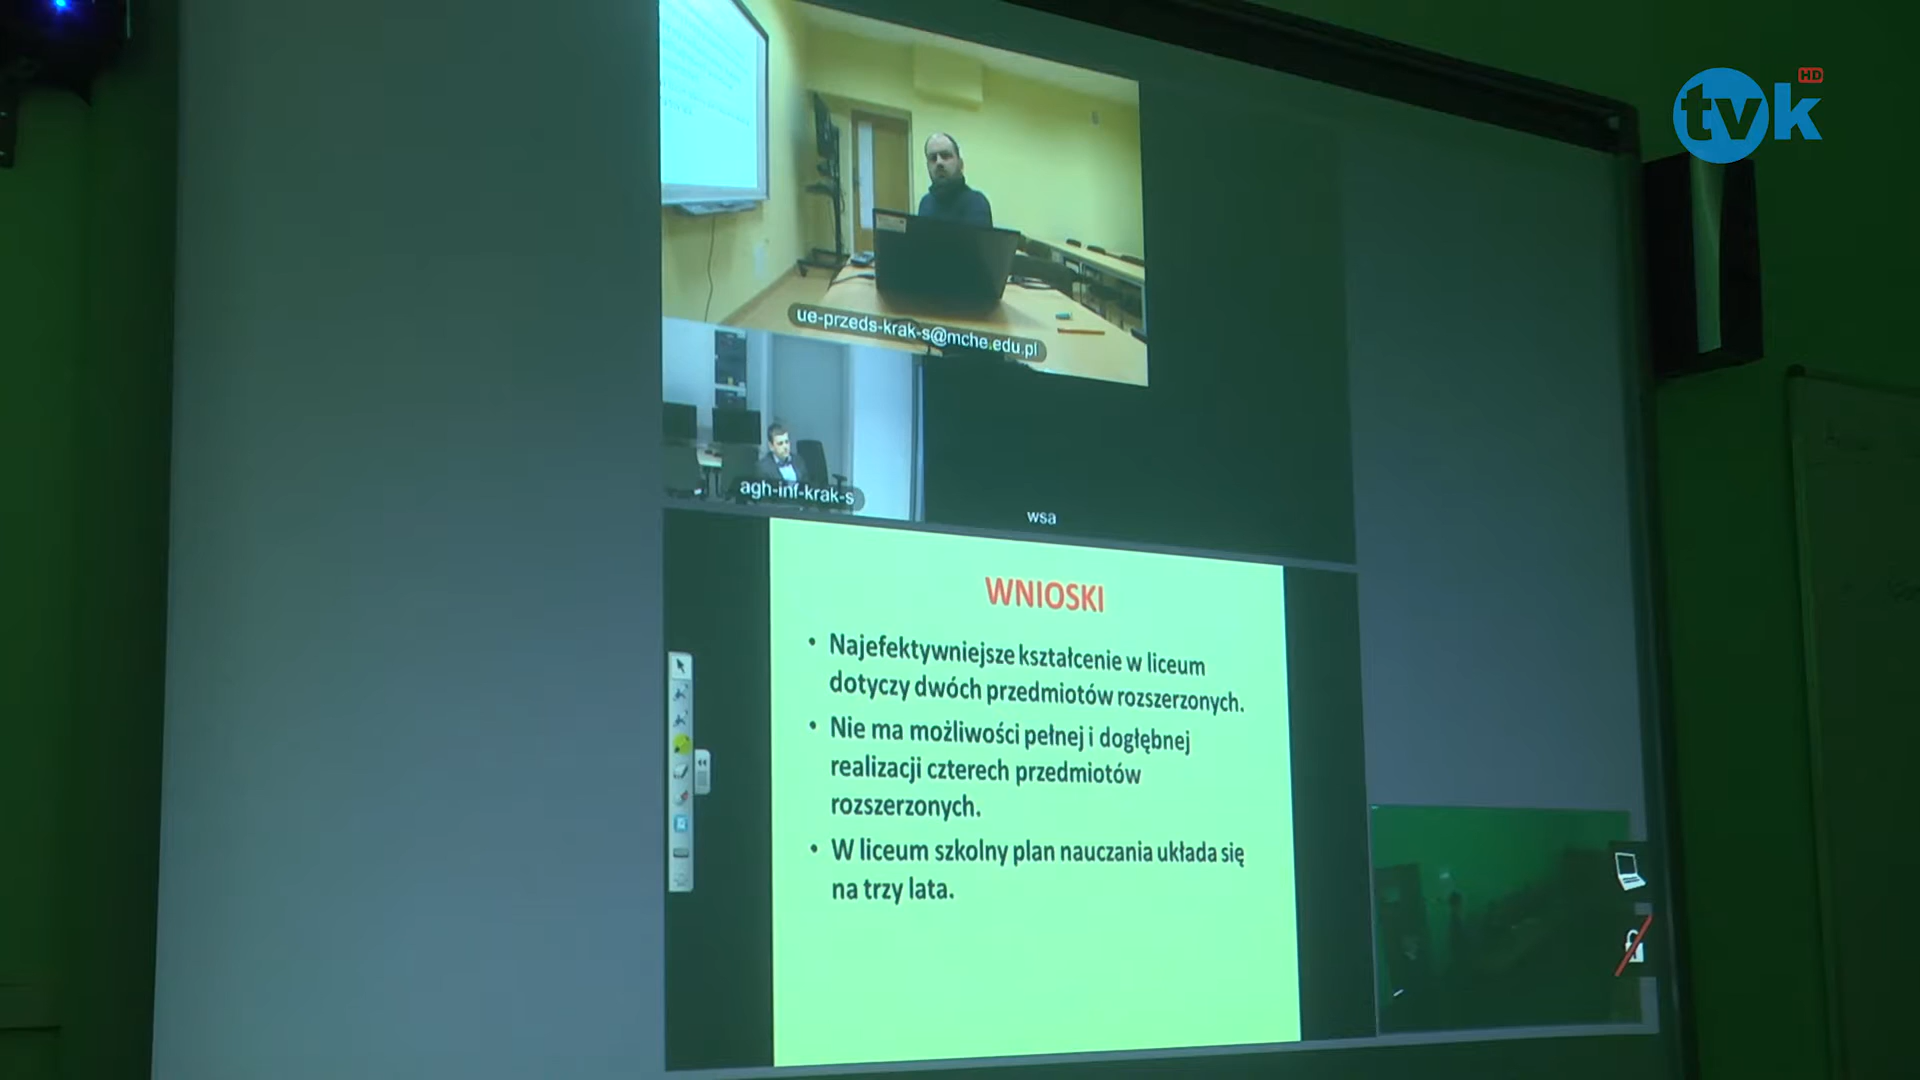 tvk HD
ue-przeds-krak-s@mche.edu.pl
agh-inf-krak-s
wsa
WNIOSKI
• Najefektywniejsze kształcenie w liceum
dotyczy dwóch przedmiotów rozszerzonych.
• Nie ma możliwości pełnej i dogłębnej
realizacji czterech przedmiotów
rozszerzonych.
• W liceum szkolny plan nauczania układa się
na trzy lata.